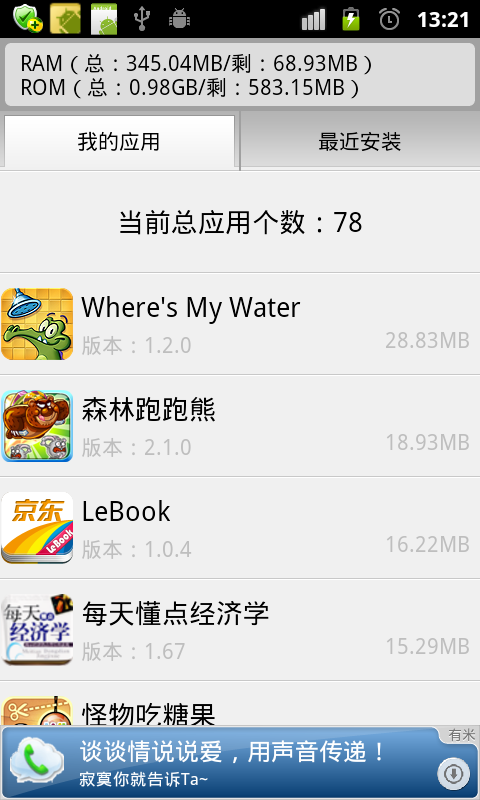 13:21
RAM（总：345.04MB/剩：68.93MB）
ROM（总：0.98GB/剩：583.15MB）
我的应用
最近安装
当前总应用个数：78
Where's My Water
版本：1.2.0
28.83MB
森林跑跑熊
版本：2.1.0
18.93MB
京东
LeBook
LeBook
版本：1.0.4
16.22MB
每天
经济学
每天懂点经济学
版本：1.67
15.29MB
怪物吃糖果
有米
谈谈情说说爱，用声音传递！
寂寞你就告诉Ta~